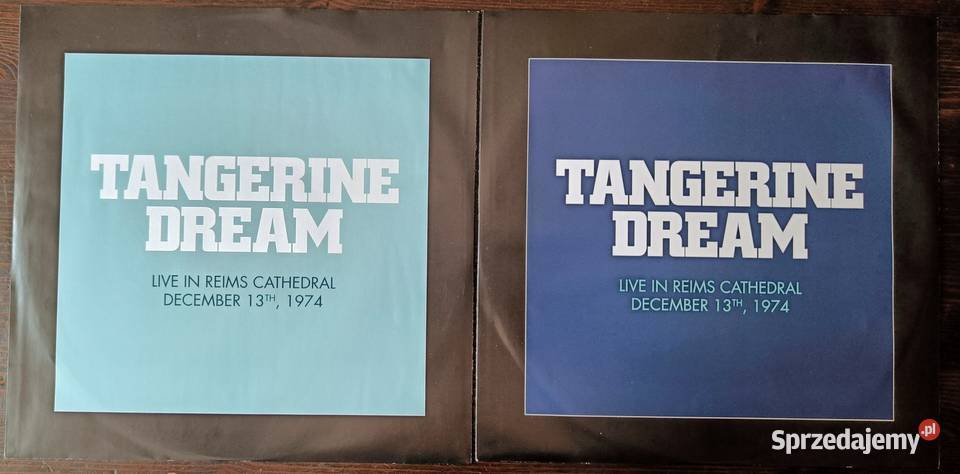 TANGERINE
DREAM
LIVE IN REIMS CATHEDRAL
DECEMBER 13TH, 1974
TANGERINE
DREAM
LIVE IN REIMS CATHEDRAL
DECEMBER 13TH, 1974
Sprzedajemy.pl